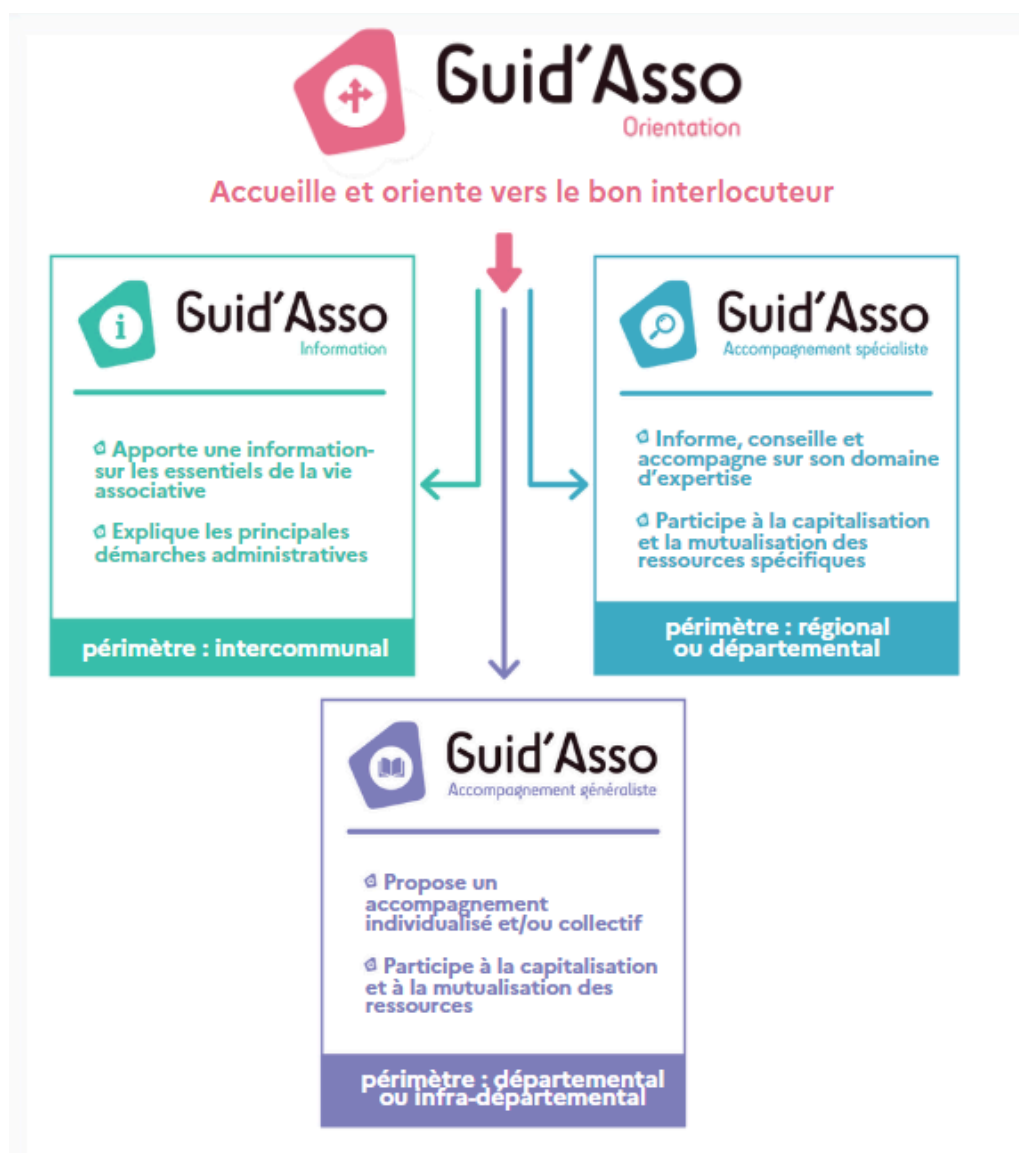 Guid'Asso
Orientation
Accueille et oriente vers le bon interlocuteur
Guid'Asso
Information
Apporte une information-
sur les essentiels de la vie
associative
Explique les principales
démarches administratives
périmètre : intercommunal
Guid'Asso
Accompagnement spécialiste
Informe, conseille et
accompagne sur son domaine
d'expertise
Participe à la capitalisation
et la mutualisation des
ressources spécifiques
périmètre : régional
ou départemental
Guid'Asso
Accompagnement généraliste
Propose un
accompagnement
individualisé et/ou collectif
Participe à la capitalisation
et à la mutualisation des
ressources
périmètre : départemental
ou infra-départemental